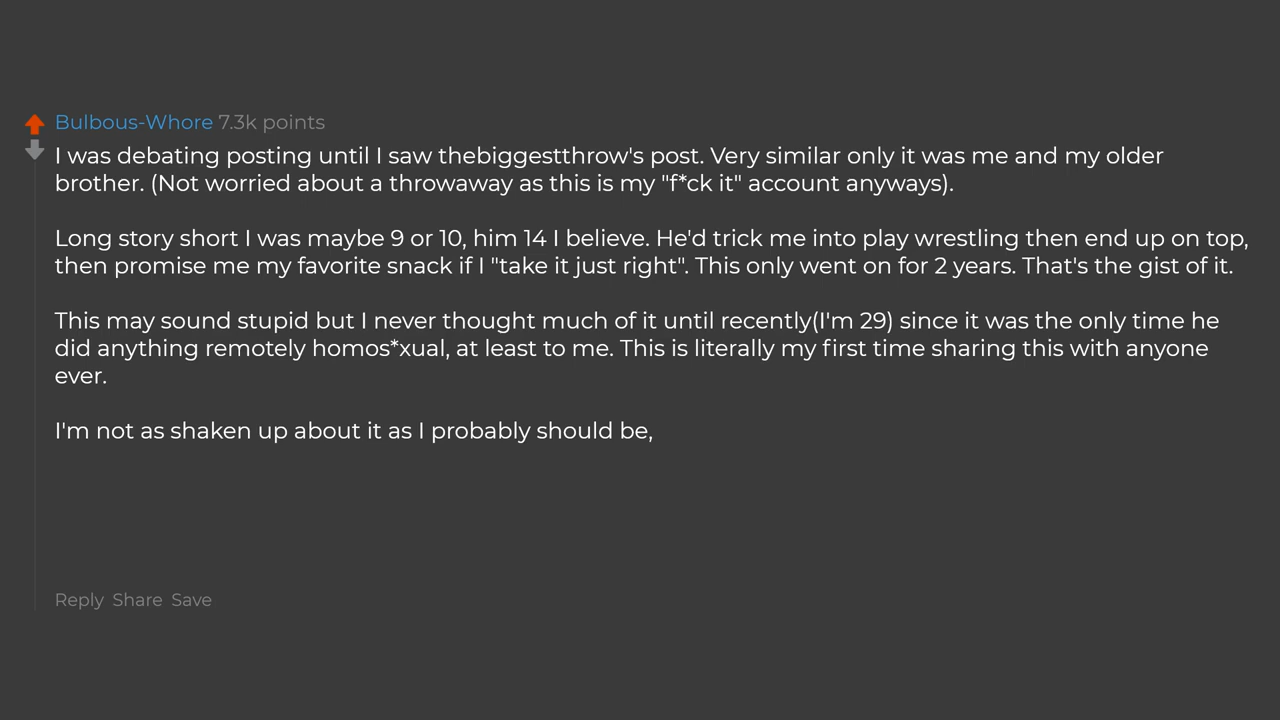 Bulbous-Whore 7.3k points
I was debating posting until I saw thebiggestthrow's post. Very similar only it was me and my older
brother. (Not worried about a throwaway as this is my "f*ck it" account anyways).
Long story short I was maybe 9 or 10, him 14 I believe. He'd trick me into play wrestling then end up on top,
then promise me my favorite snack if I "take it just right". This only went on for 2 years. That's the gist of it.
This may sound stupid but I never thought much of it until recently(I'm 29) since it was the only time he
did anything remotely homos*xual, at least to me. This is literally my first time sharing this with anyone
ever.
I'm not as shaken up about it as I probably should be,
Reply Share Save